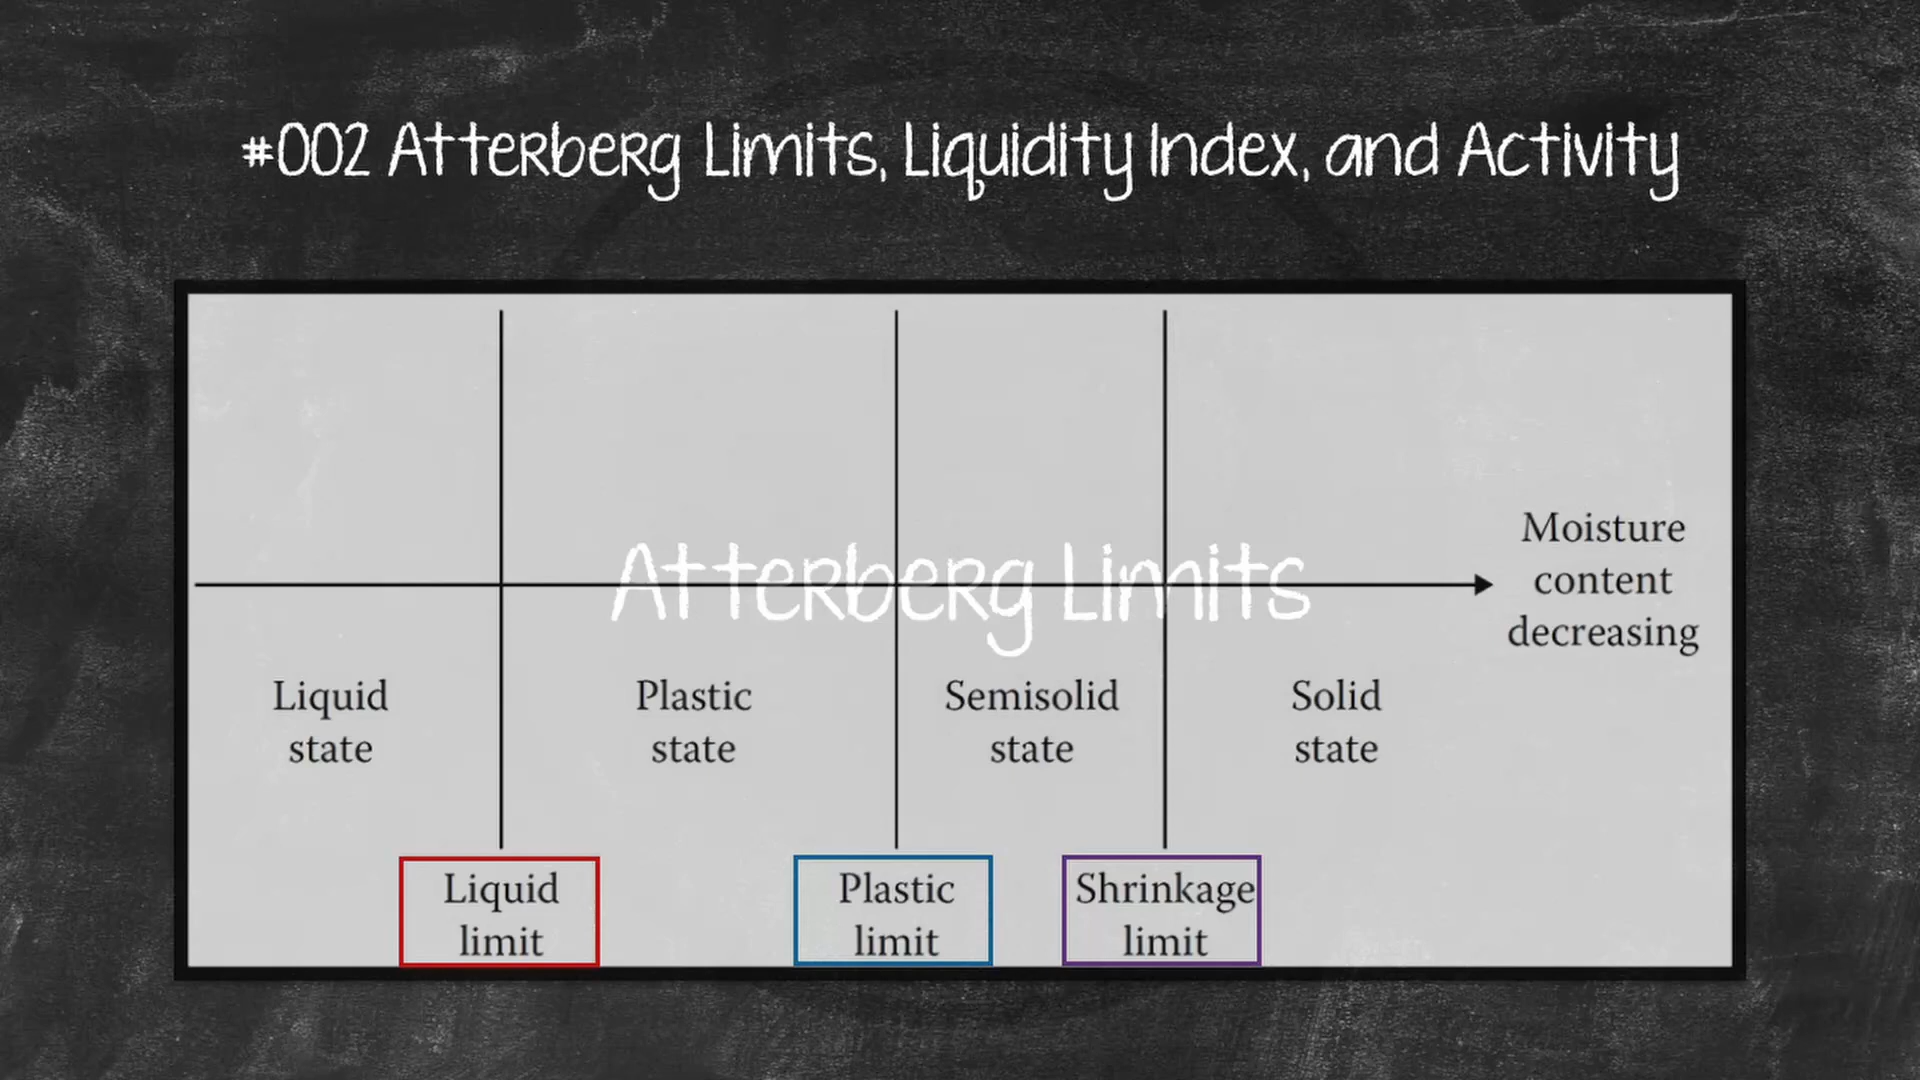 #002 Atterberg Limits, Liquidity Index, and Activity
Moisture
content
decreasing
Atterberg Limits
Liquid
state
Plastic
state
Semisolid
state
Solid
state
Liquid
limit
Plastic
limit
Shrinkage
limit